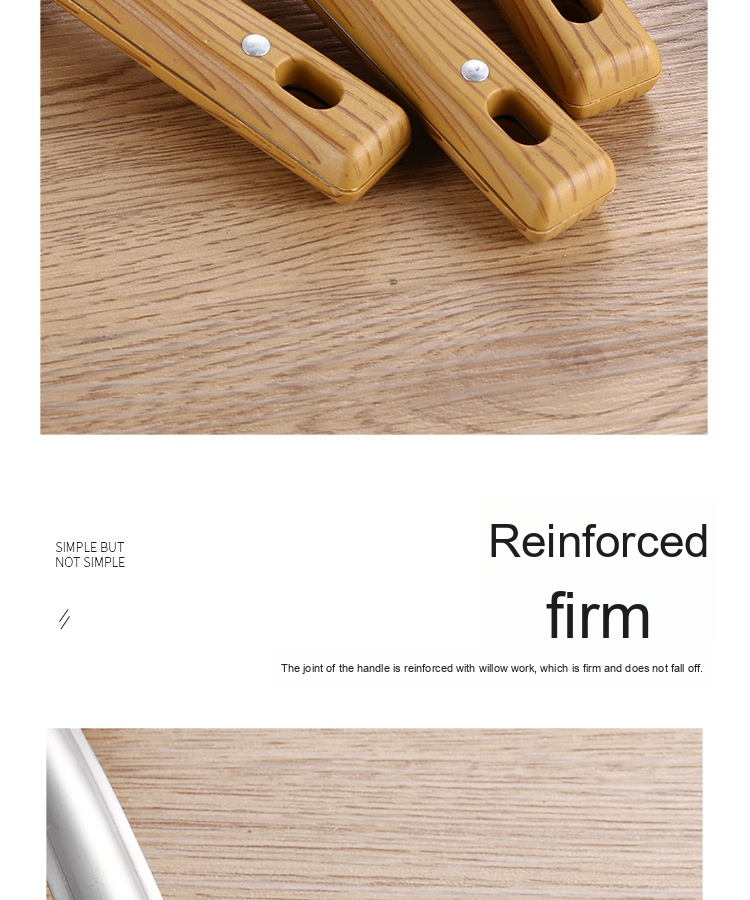 SIMPLE BUT
NOT SIMPLE
Reinforced
firm
The joint of the handle is reinforced with willow work, which is firm and does not fall off.